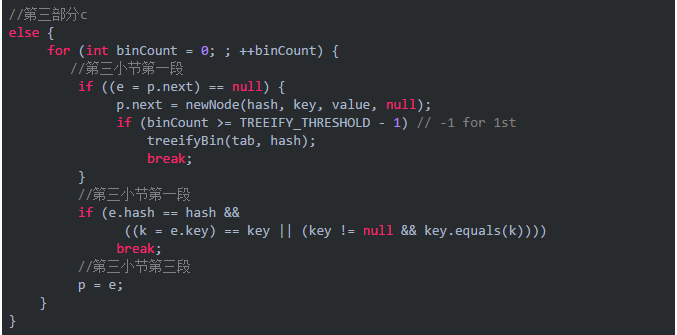 //第三部分c
else {
for (int binCount = 0; ; ++binCount) {
//第三小节第一段
if ((e = p.next) == null) {
p.next = newNode(hash, key, value, null);
if (binCount >= TREEIFY_THRESHOLD - 1) // -1 for 1st
treeifyBin(tab, hash);
break;
}
//第三小节第一段
if (e.hash == hash &&
((k = e.key) == key || (key != null && key.equals(k))))
break;
//第三小节第三段
p = e;
}
}